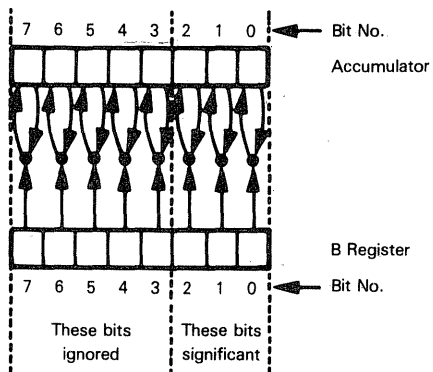 7 6 5 4 3 2 1 0 Bit No.
Accumulator
B Register
7 6 5 4 3 2 1 0 Bit No.
These bits These bits
ignored significant